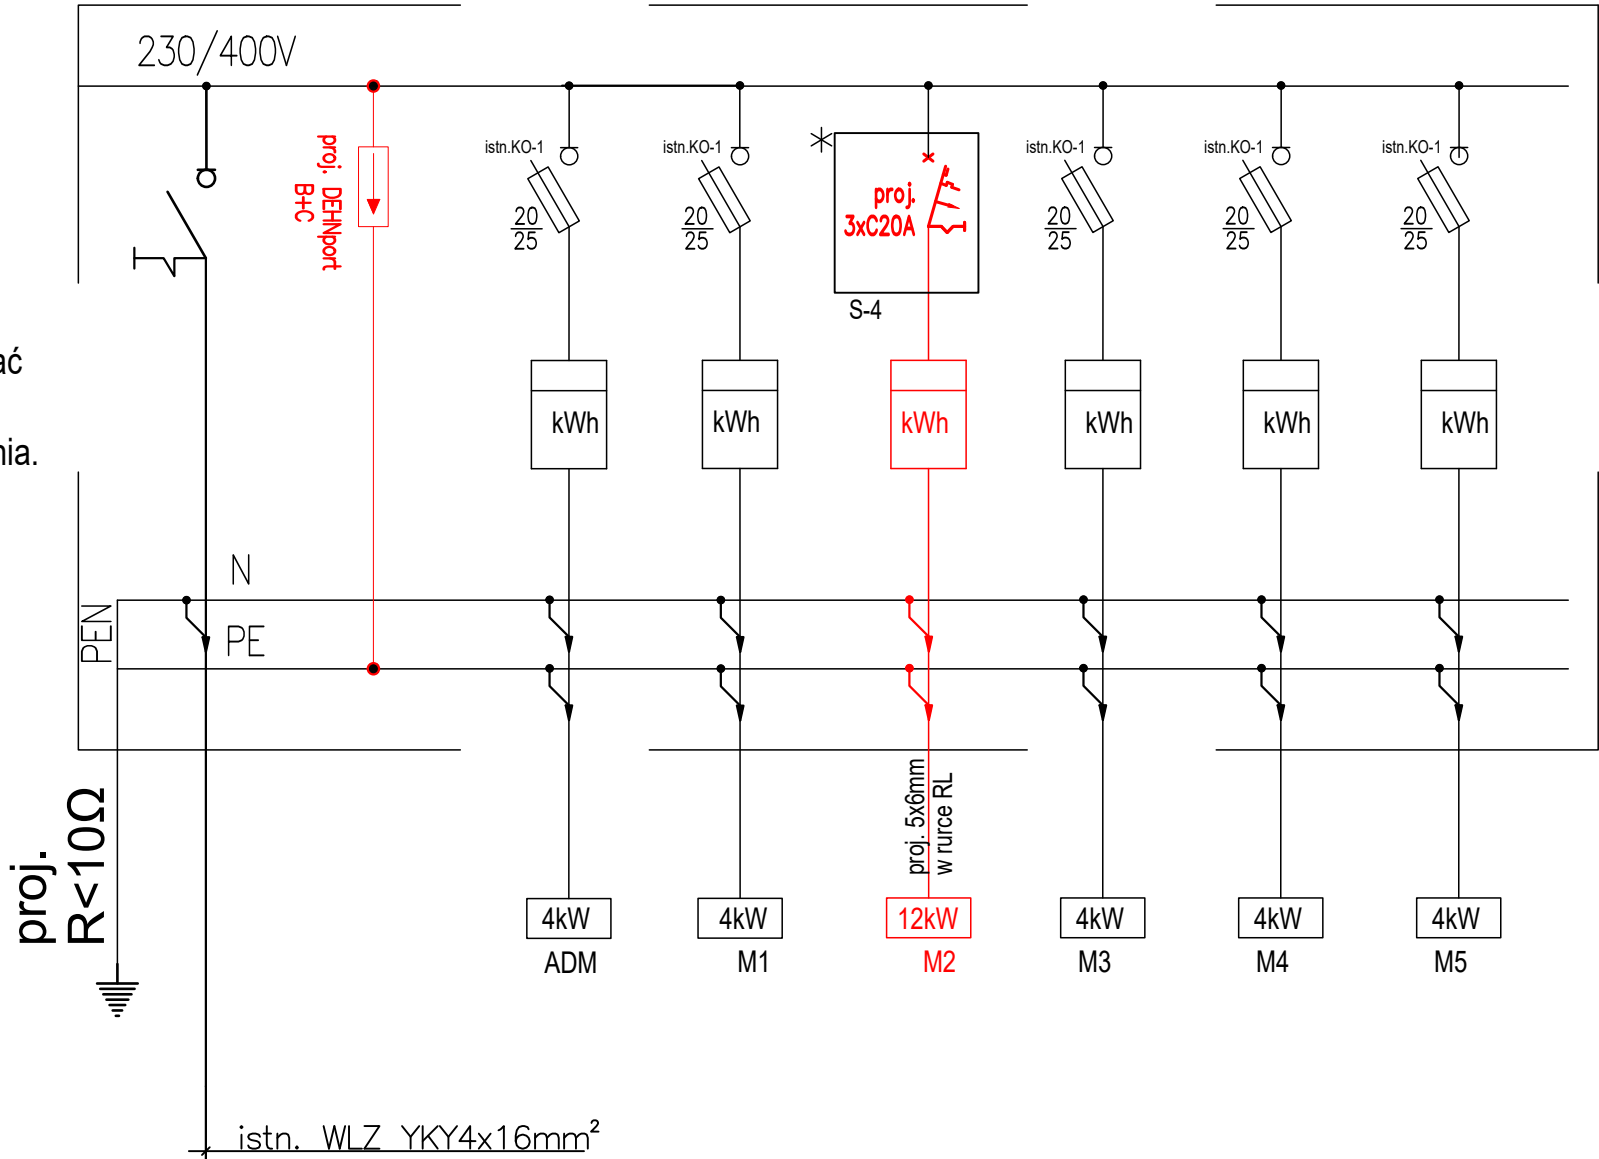 230/400V
proj. DEHNport
B+C
istn.KO-1
20
25
istn.KO-1
20
25
proj.
3xC20A
S-4
istn.KO-1
20
25
istn.KO-1
20
25
istn.KO-1
20
25
ać
nia.
kWh
kWh
kWh
kWh
kWh
kWh
N
PE
PEN
proj.
R<10Ω
proj. 5x6mm
w rurce RL
4kW
4kW
12kW
4kW
4kW
4kW
ADM
M1
M2
M3
M4
M5
istn. WLZ YKY4x16mm²